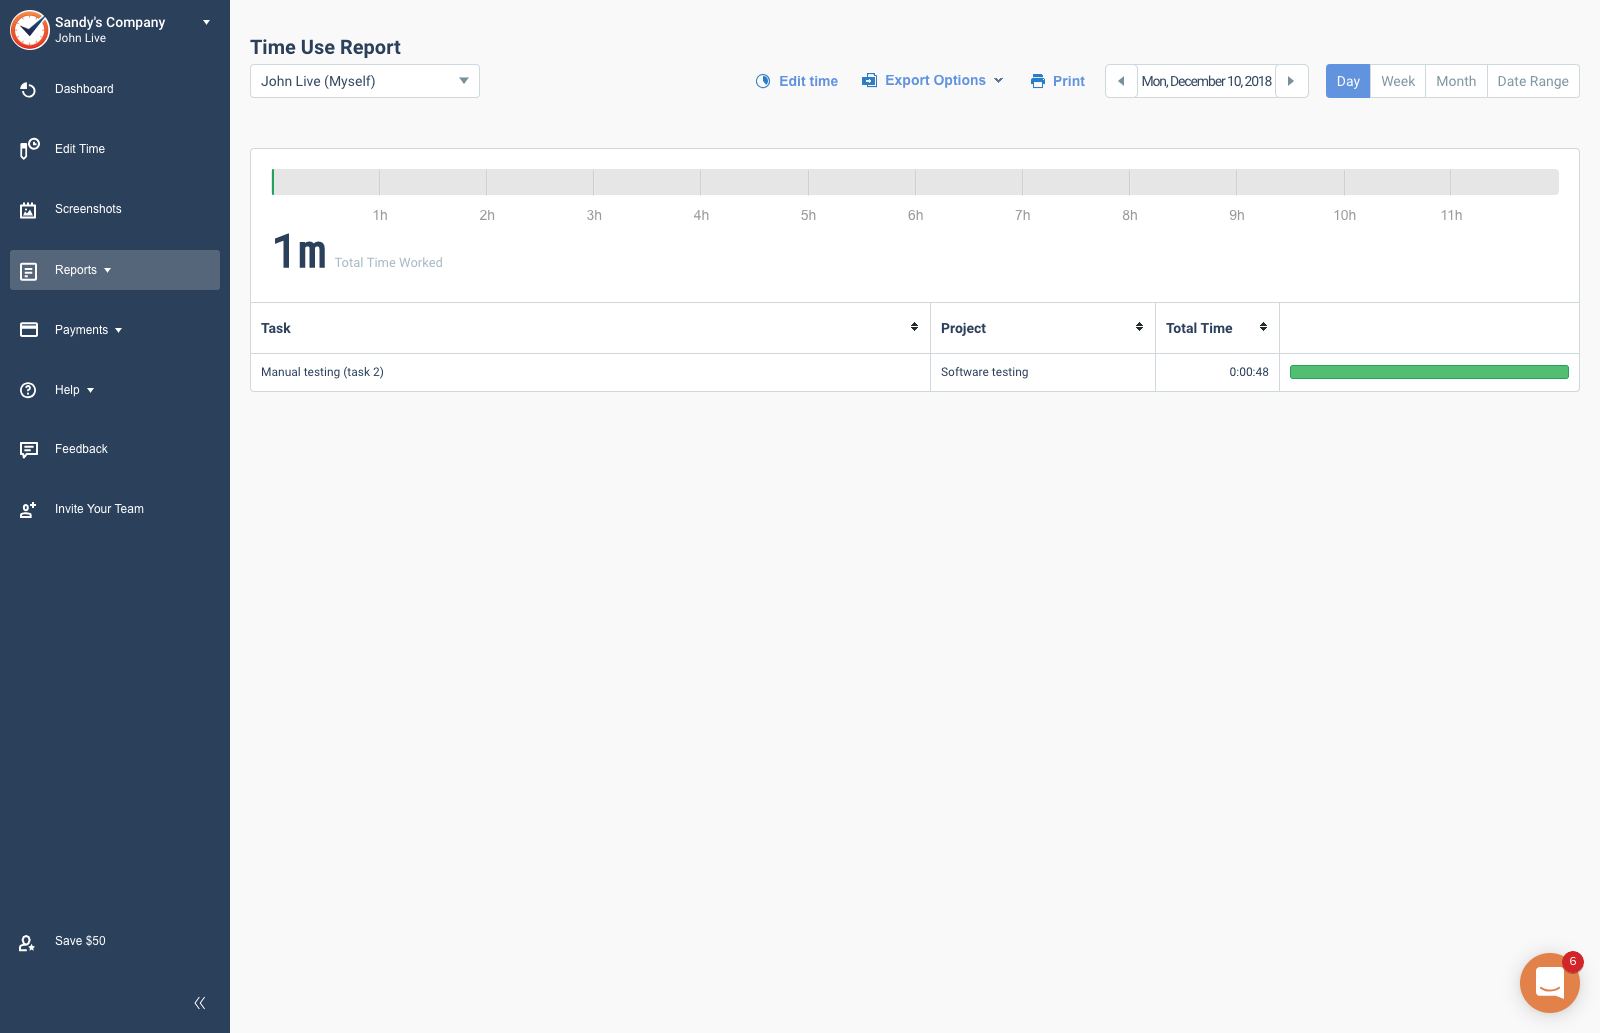 Sandy's Company
John Live
Dashboard
Edit Time
Screenshots
Reports
Payments
Help
Feedback
Invite Your Team
Save $50
Time Use Report
John Live (Myself)
Edit time
Export Options
Print
Mon, December 10, 2018
Day Week Month Date Range
1h 2h 3h 4h 5h 6h 7h 8h 9h 10h 11h
1m Total Time Worked
Task Project Total Time
Manual testing (task 2) Software testing 0:00:48
6